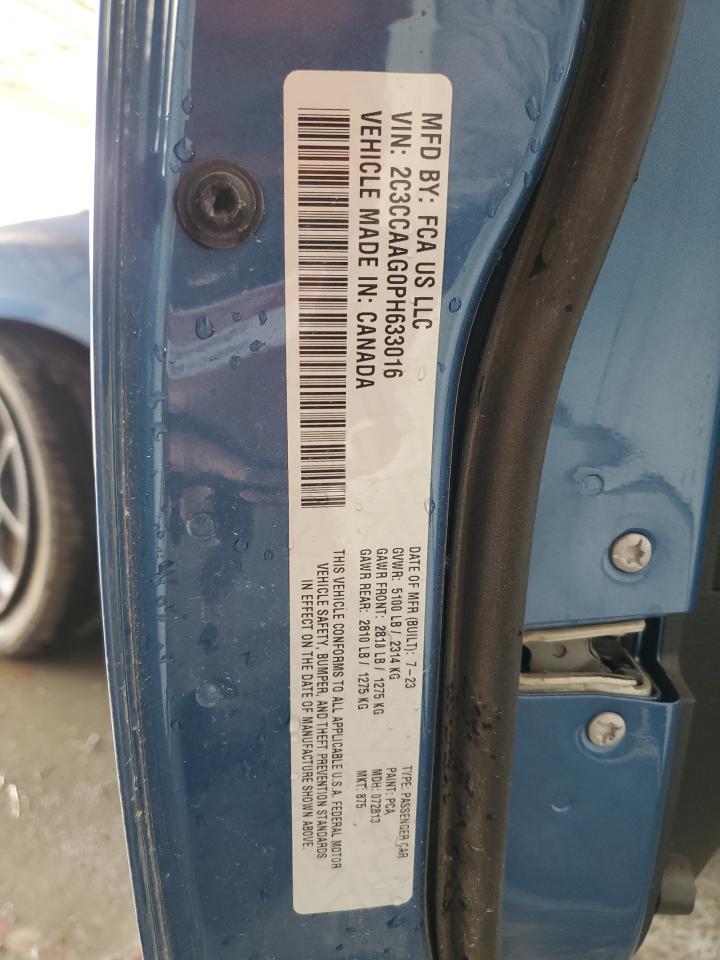 MFD BY: FCA US LLC
VIN: 2C3CCAAG0PH633016
VEHICLE MADE IN: CANADA
DATE OF MFR (BUILT): 7-23
GVWR: 5100 LB / 2314 KG
GAWR FRONT: 2811 LB / 1275 KG
GAWR REAR: 2810 LB / 1275 KG
TYPE: PASSENGER CAR
PAINT: PCA
MDH: 072813
MKT: 875
THIS VEHICLE CONFORMS TO ALL APPLICABLE U.S.A. FEDERAL MOTOR
VEHICLE SAFETY, BUMPER, AND THEFT PREVENTION STANDARDS
IN EFFECT ON THE DATE OF MANUFACTURE SHOWN ABOVE.